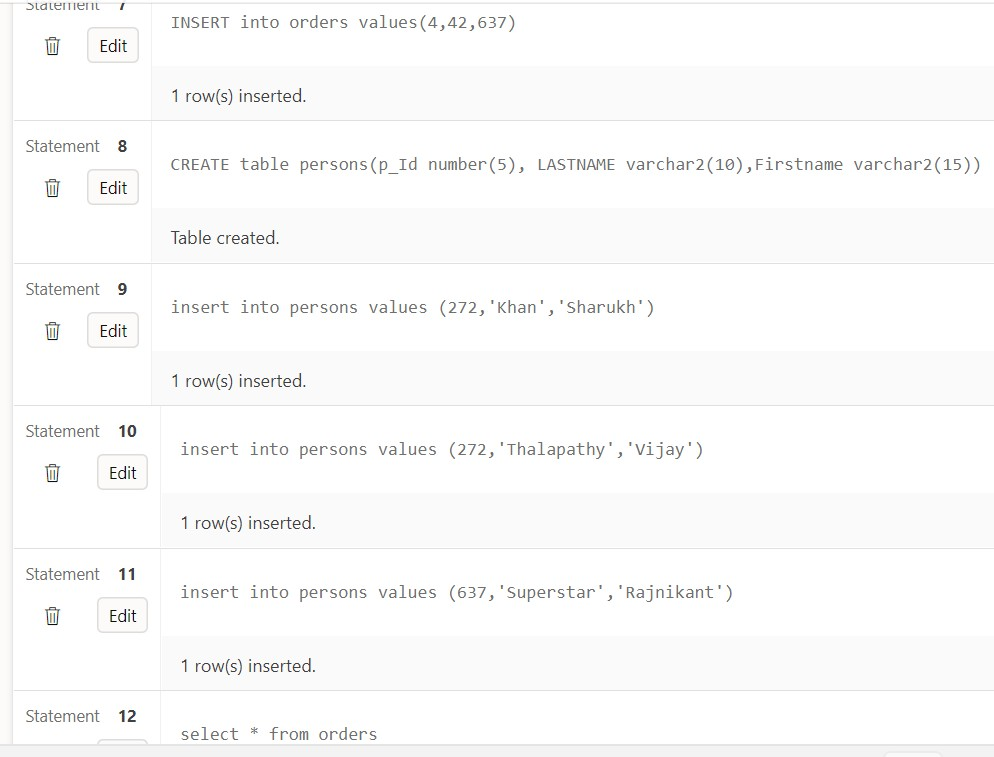 Statement 7
INSERT into orders values(4,42,637)
Edit
1 row(s) inserted.
Statement 8
CREATE table persons(p_Id number(5), LASTNAME varchar2(10),Firstname varchar2(15))
Edit
Table created.
Statement 9
insert into persons values (272,'Khan','Sharukh')
Edit
1 row(s) inserted.
Statement 10
insert into persons values (272,'Thalapathy','Vijay')
Edit
1 row(s) inserted.
Statement 11
insert into persons values (637,'Superstar','Rajnikant')
Edit
1 row(s) inserted.
Statement 12
select * from orders